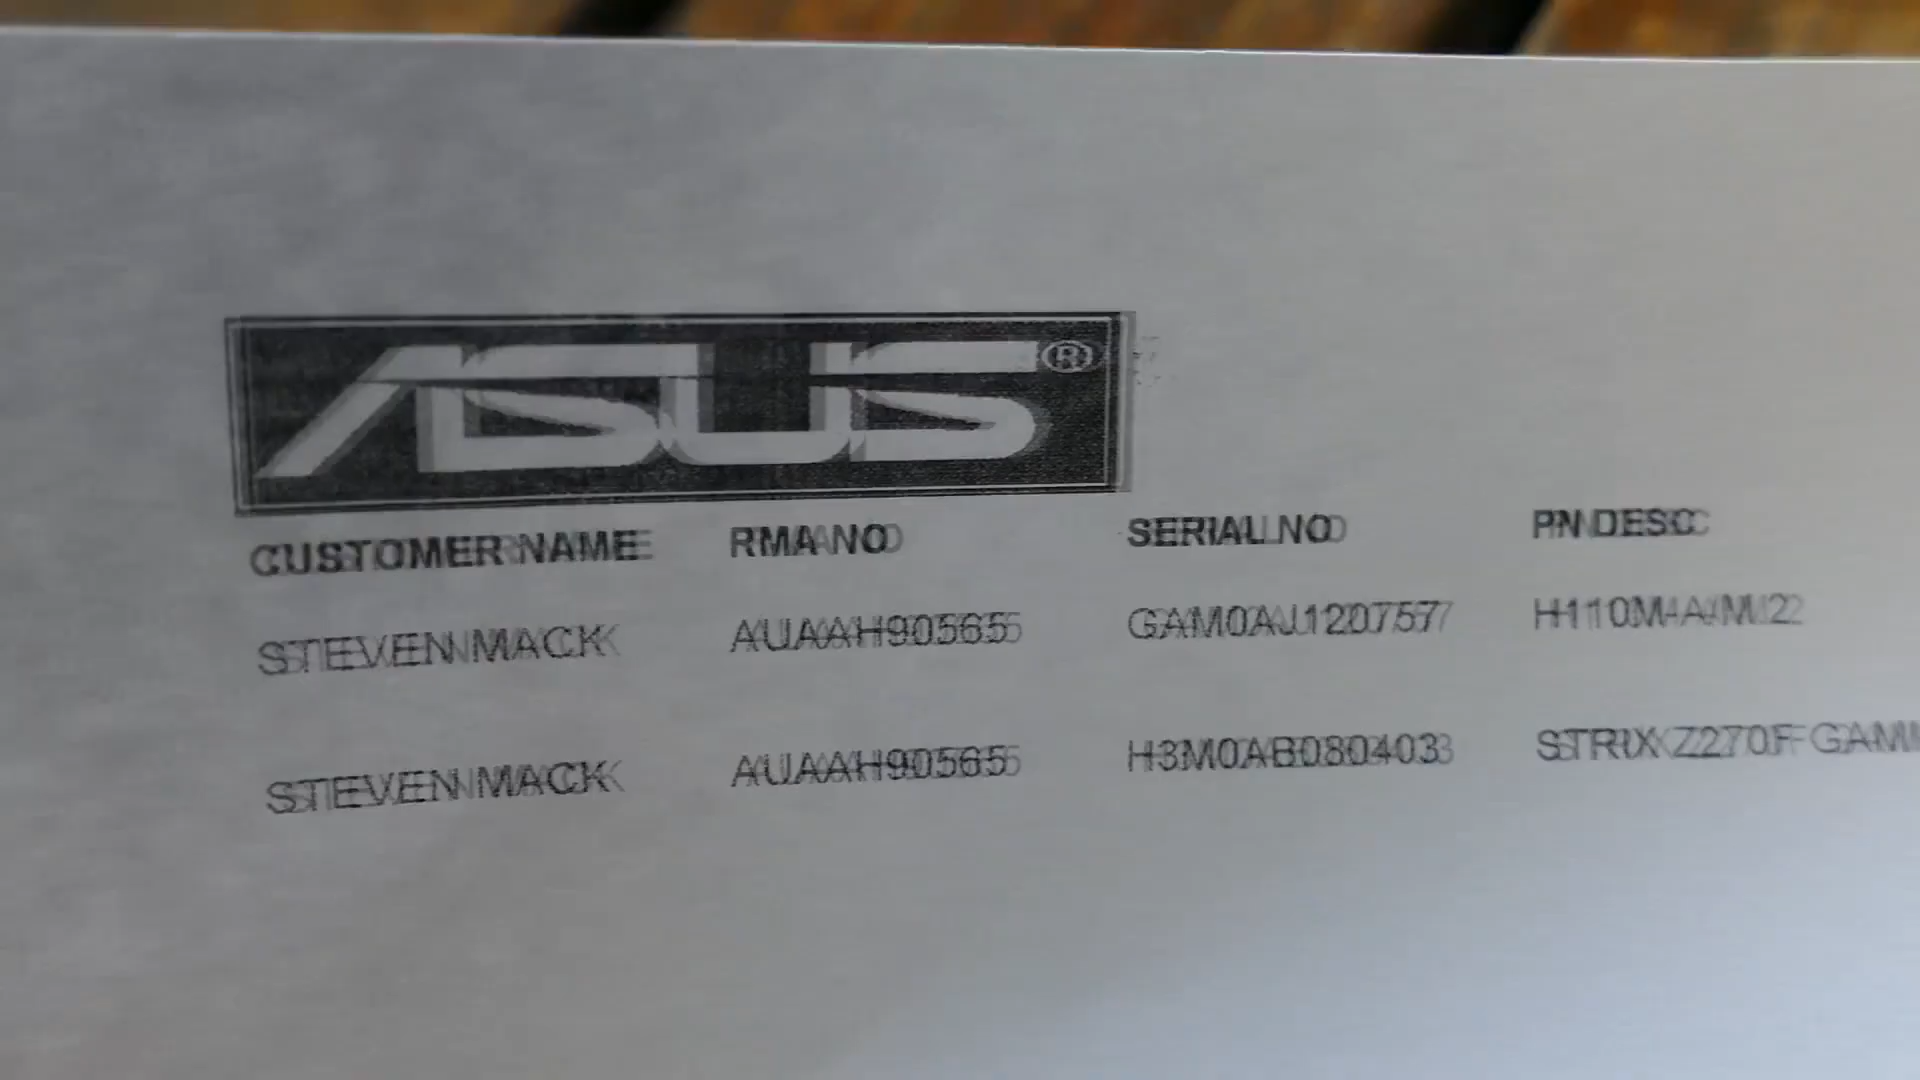 ASUS®
CUSTOMER NAME RMA NO SERIAL NO PN DESC
STEVEN MACK AUAAH90565 GAM0AJ120757 H110M-A/M.2
STEVEN MACK AUAAH90565 H3M0AB080403 STRIX Z270F GAM